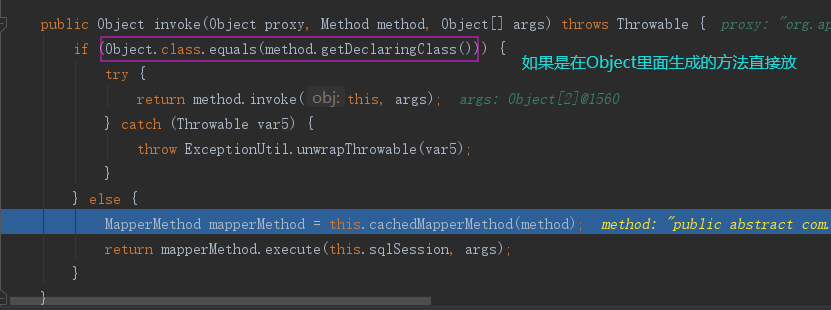 public Object invoke(Object proxy, Method method, Object[] args) throws Throwable { proxy: "org.ap
if (Object.class.equals(method.getDeclaringClass())) {
如果是在Object里面生成的方法直接放
try {
return method.invoke( obj: this, args); args: Object[2]@1560
} catch (Throwable var5) {
throw ExceptionUtil.unwrapThrowable(var5);
}
} else {
MapperMethod mapperMethod = this.cachedMapperMethod(method); method: "public abstract com.
return mapperMethod.execute(this.sqlSession, args);
}
}